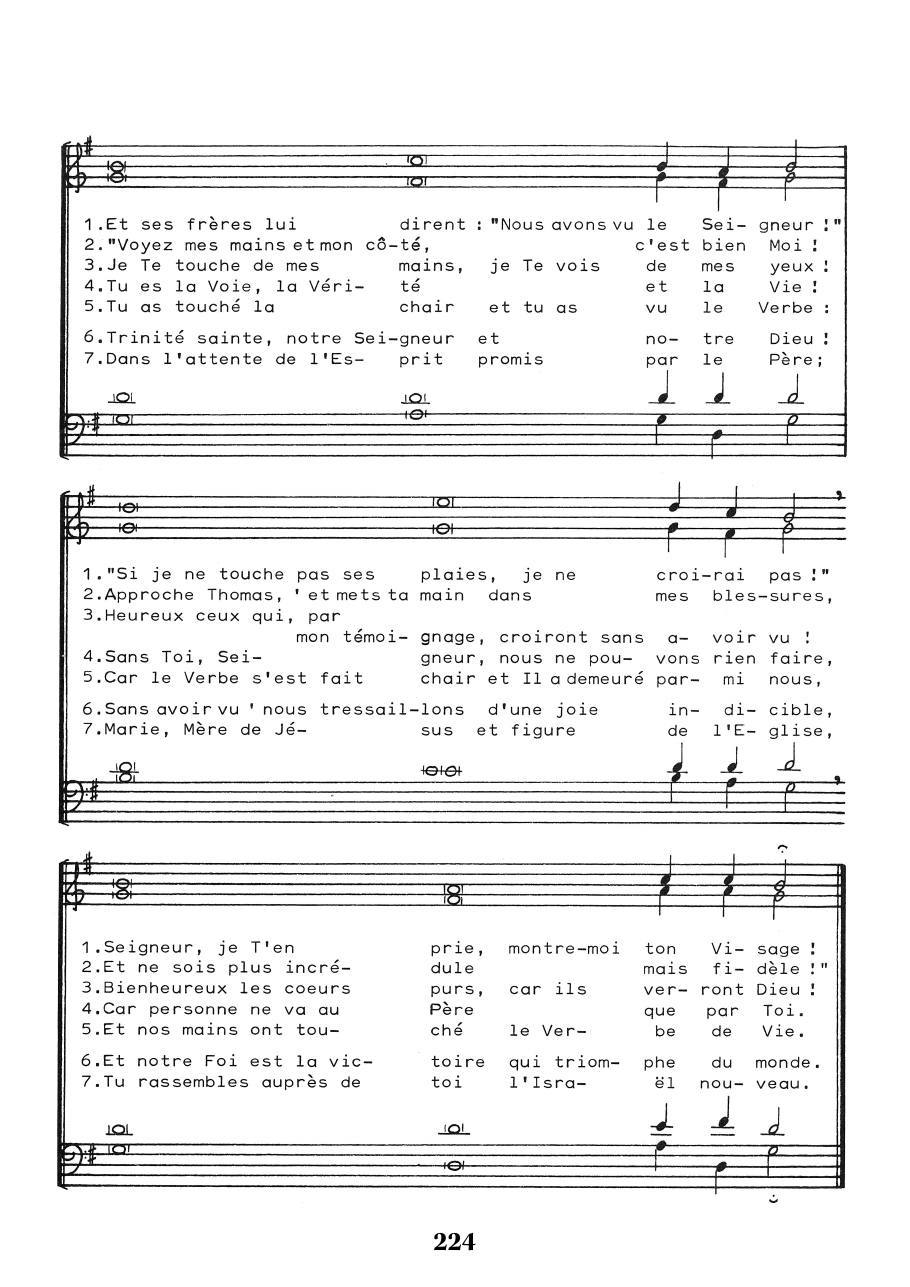 1.Et ses frères lui dirent : "Nous avons vu le Sei- gneur !"
2."Voyez mes mains et mon cô-té, c'est bien Moi !
3.Je Te touche de mes mains, je Te vois de mes yeux !
4.Tu es la Voie, la Véri- té et la Vie !
5.Tu as touché la chair et tu as vu le Verbe :
6.Trinité sainte, notre Sei-gneur et no- tre Dieu !
7.Dans l'attente de l'Es- prit promis par le Père;
1."Si je ne touche pas ses plaies, je ne croi-rai pas !"
2.Approche Thomas, ' et mets ta main dans mes bles-sures,
3.Heureux ceux qui, par
mon témoi- gnage, croiront sans a- voir vu !
4.Sans Toi, Sei- gneur, nous ne pou- vons rien faire,
5.Car le Verbe s'est fait chair et Il a demeuré par- mi nous,
6.Sans avoir vu ' nous tressail-lons d'une joie in- di- cible,
7.Marie, Mère de Jé- sus et figure de l'E- glise,
1.Seigneur, je T'en prie, montre-moi ton Vi- sage !
2.Et ne sois plus incré- dule mais fi- dèle !"
3.Bienheureux les coeurs purs, car ils ver- ront Dieu !
4.Car personne ne va au Père que par Toi.
5.Et nos mains ont tou- ché le Ver- be de Vie.
6.Et notre Foi est la vic- toire qui triom- phe du monde.
7.Tu rassembles auprès de toi l'Isra- ël nou- veau.
224